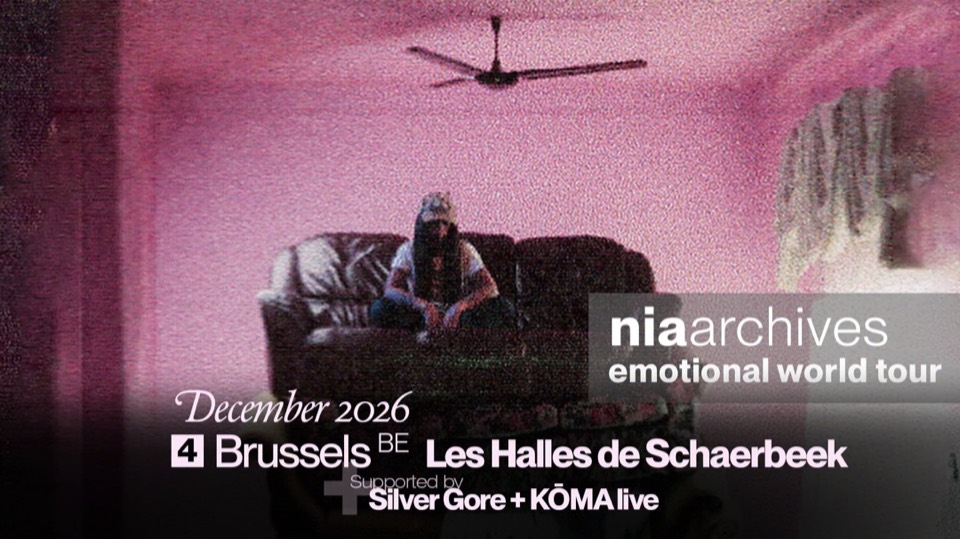 niaarchives
emotional world tour
December 2026
4 Brussels BE Les Halles de Schaerbeek
Supported by
+ Silver Gore + KŌMA live